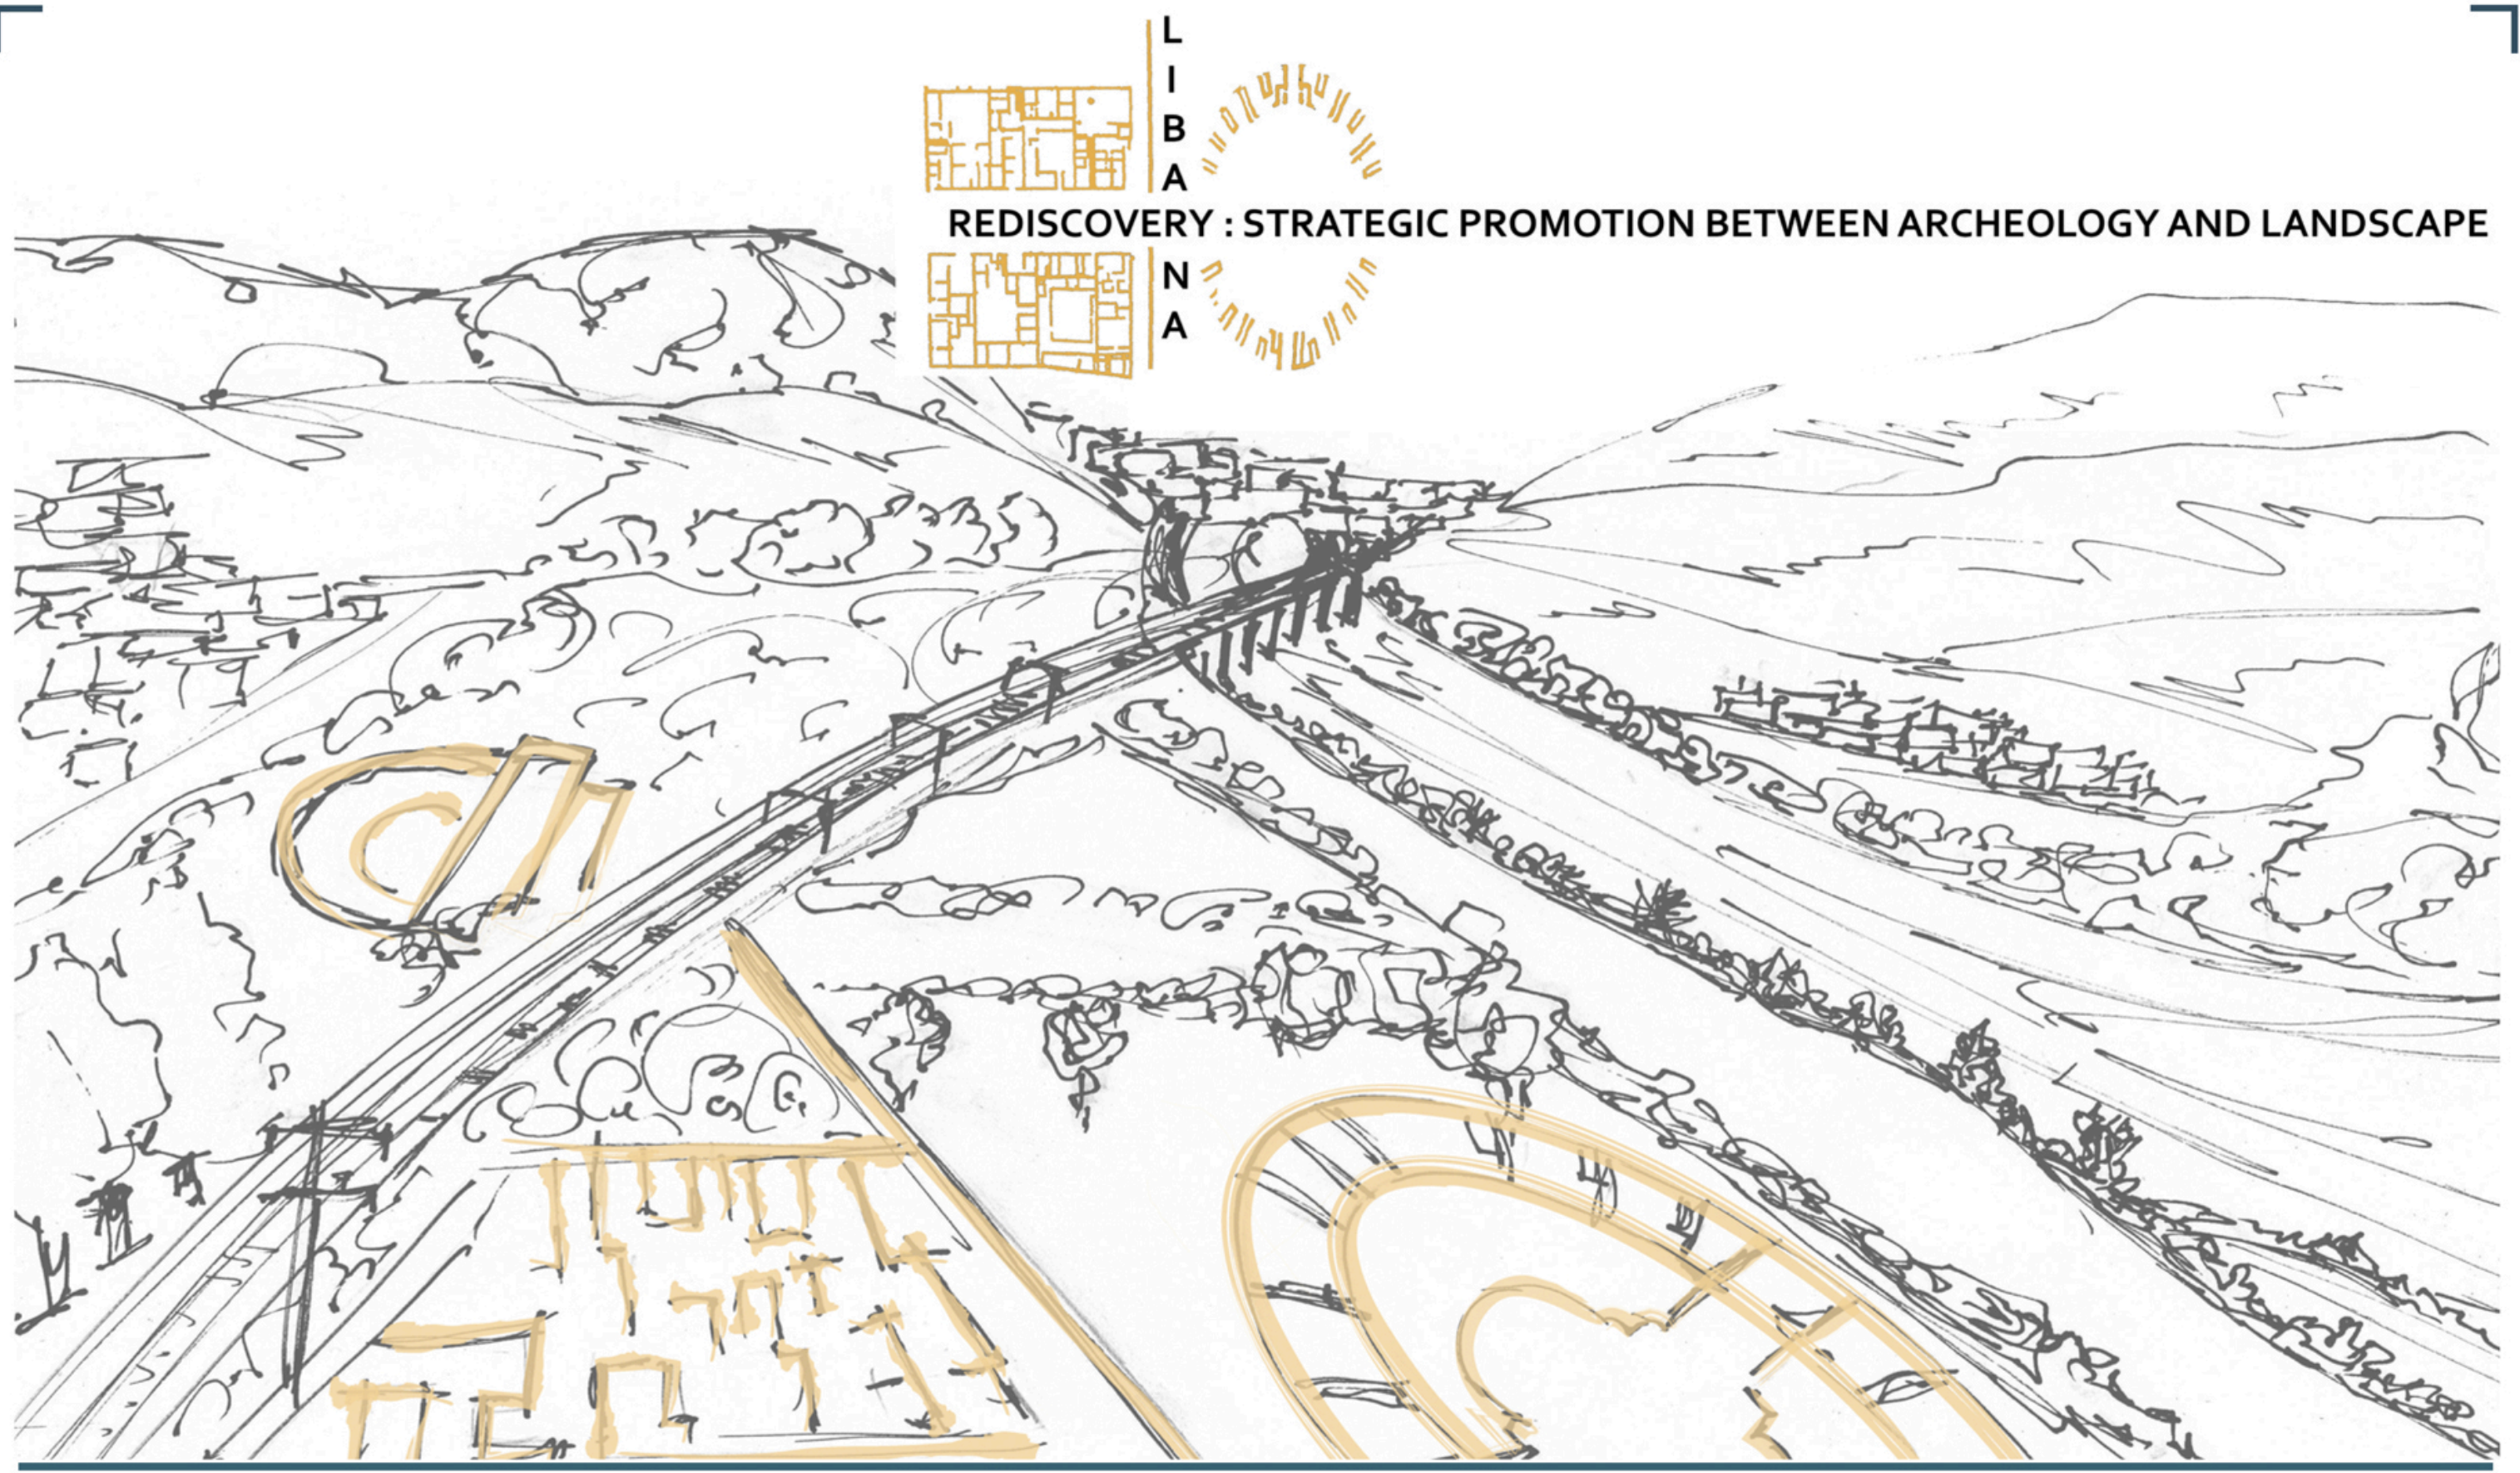 L
I
B
A
REDISCOVERY : STRATEGIC PROMOTION BETWEEN ARCHEOLOGY AND LANDSCAPE
N
A